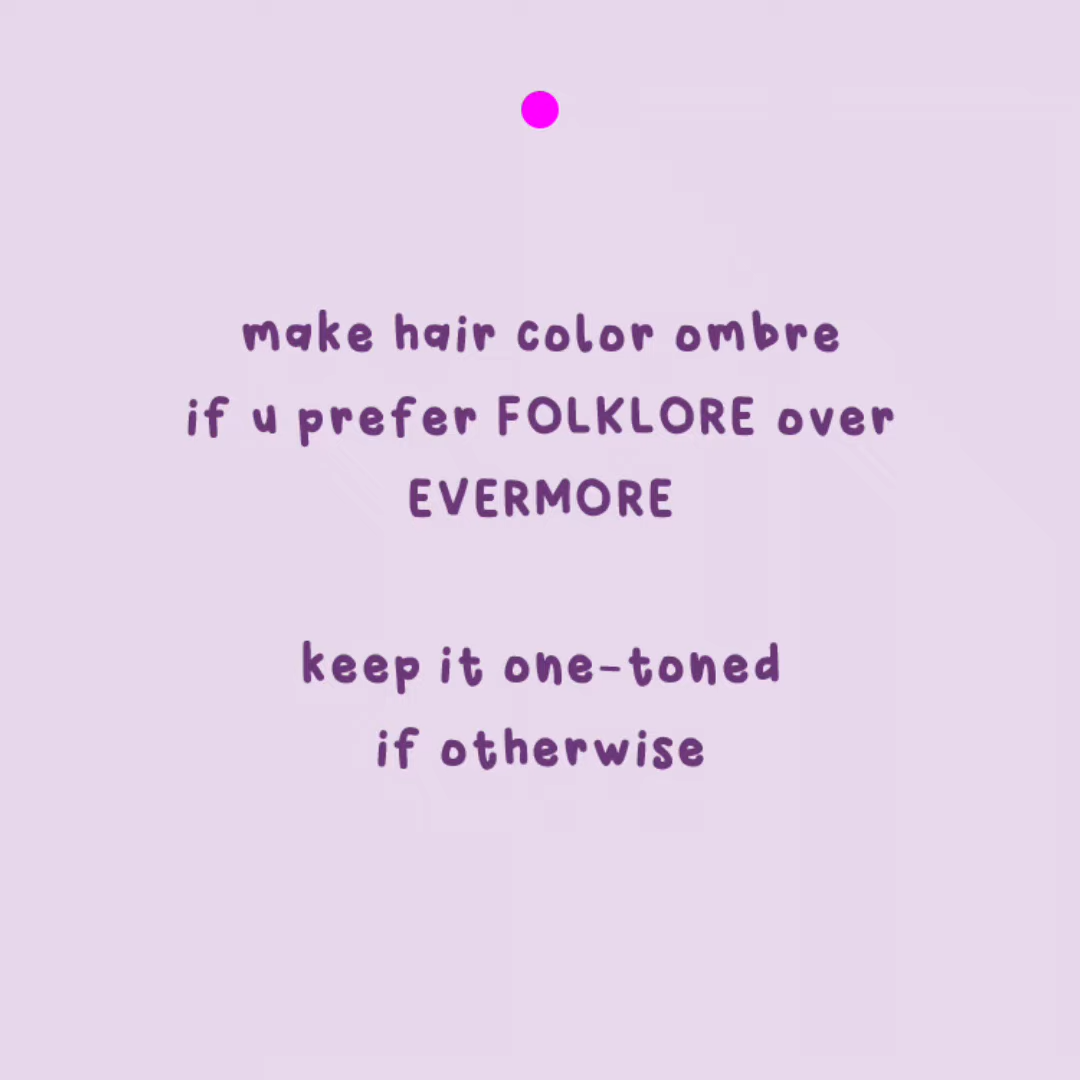 make hair color ombre
if u prefer FOLKLORE over
EVERMORE
keep it one-toned
if otherwise